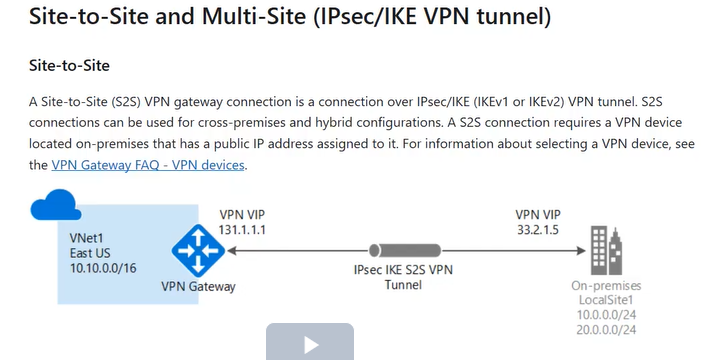 Site-to-Site and Multi-Site (IPsec/IKE VPN tunnel)
Site-to-Site
A Site-to-Site (S2S) VPN gateway connection is a connection over IPsec/IKE (IKEv1 or IKEv2) VPN tunnel. S2S
connections can be used for cross-premises and hybrid configurations. A S2S connection requires a VPN device
located on-premises that has a public IP address assigned to it. For information about selecting a VPN device, see
the VPN Gateway FAQ - VPN devices.
VNet1
East US
10.10.0.0/16
VPN Gateway
VPN VIP
131.1.1.1
IPsec IKE S2S VPN
Tunnel
VPN VIP
33.2.1.5
On-premises
LocalSite1
10.0.0.0/24
20.0.0.0/24